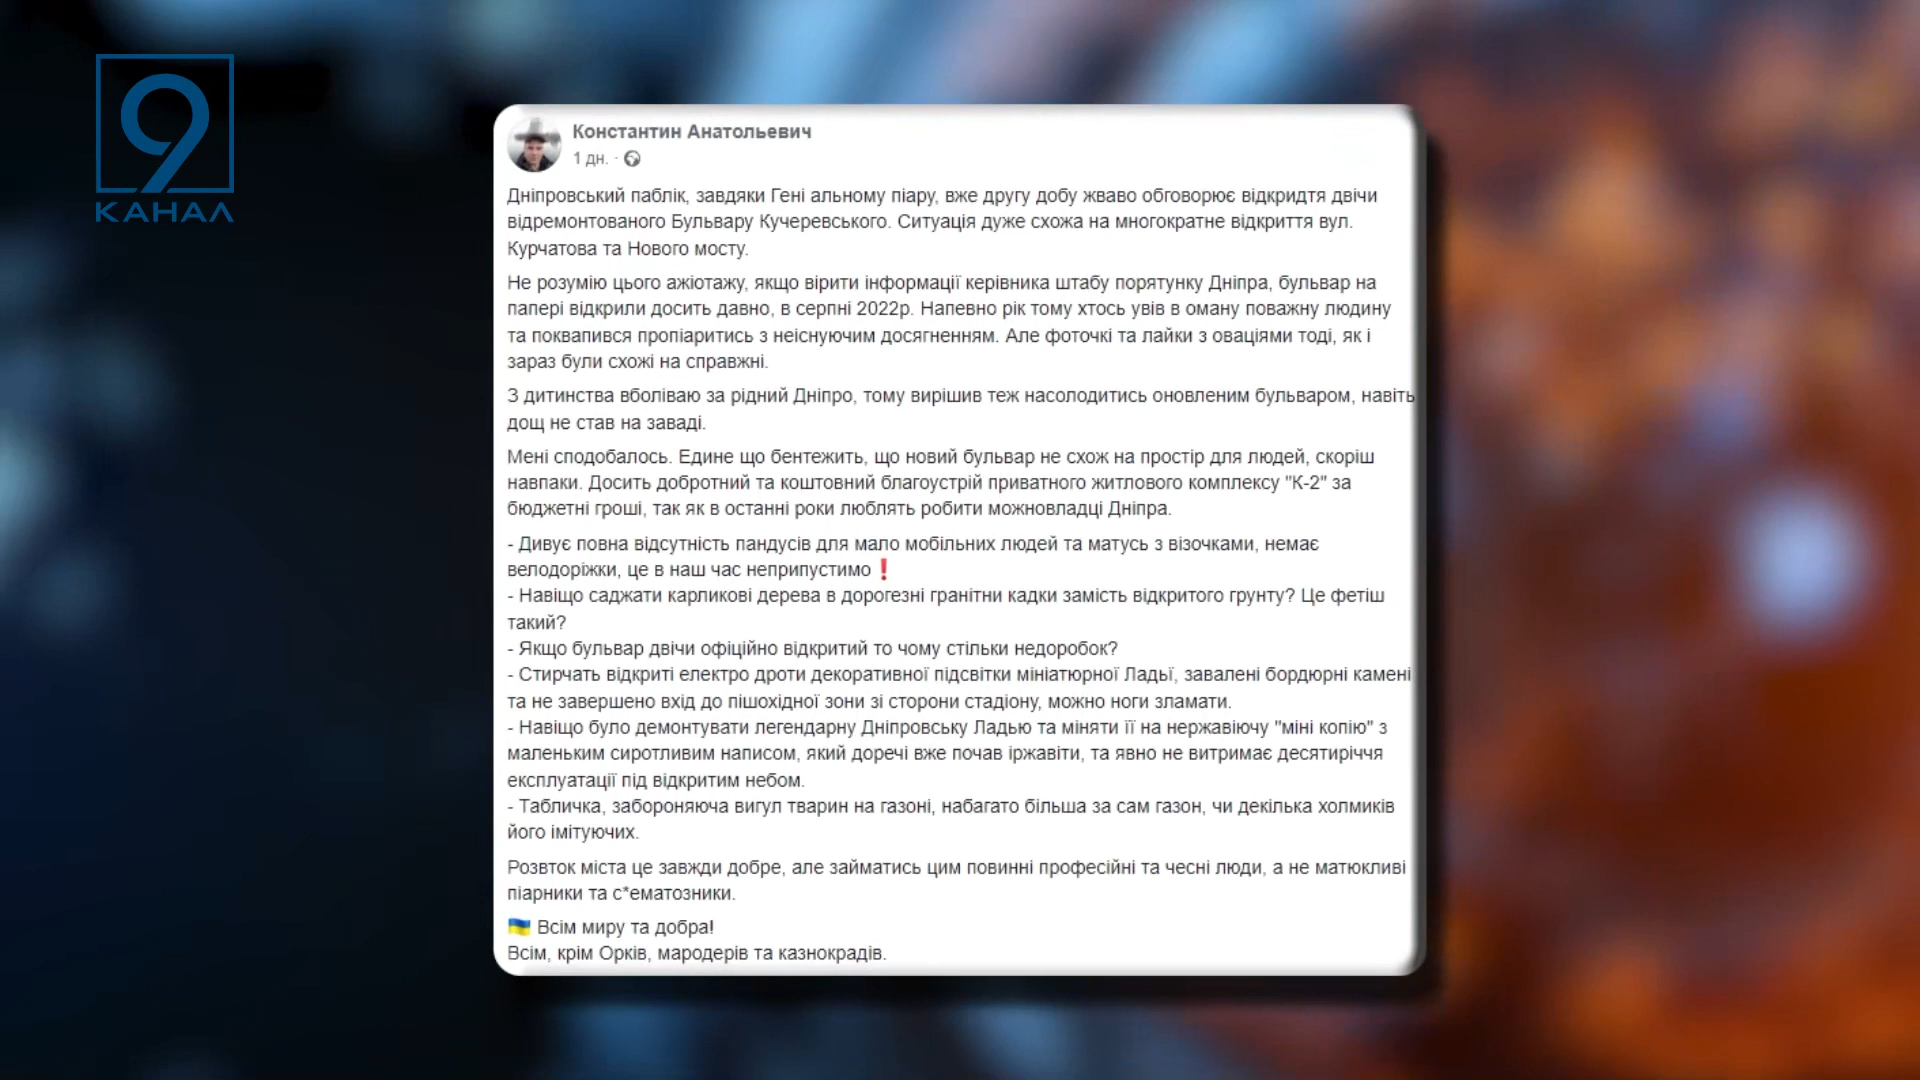 9
КАНАЛ
Константин Анатольевич
1 дн. ·
Дніпровський паблік, завдяки Гені альному піару, вже другу добу жваво обговорює відкридтя двічи
відремонтованого Бульвару Кучеревського. Ситуація дуже схожа на многократне відкриття вул.
Курчатова та Нового мосту.
Не розумію цього ажіотажу, якщо вірити інформації керівника штабу порятунку Дніпра, бульвар на
папері відкрили досить давно, в серпні 2022р. Напевно рік тому хтось увів в оману поважну людину
та поквапився пропіаритись з неіснуючим досягненням. Але фоточкі та лайки з оваціями тоді, як і
зараз були схожі на справжні.
З дитинства вболіваю за рідний Дніпро, тому вирішив теж насолодитись оновленим бульваром, навіть
дощ не став на заваді.
Мені сподобалось. Едине що бентежить, що новий бульвар не схож на простір для людей, скоріш
навпаки. Досить добротний та коштовний благоустрій приватного житлового комплексу "К-2" за
бюджетні гроші, так як в останні роки люблять робити можновладці Дніпра.
- Дивує повна відсутність пандусів для мало мобільних людей та матусь з візочками, немає
велодоріжки, це в наш час неприпустимо❗
- Навіщо саджати карликові дерева в дорогезні гранітни кадки замість відкритого грунту? Це фетіш
такий?
- Якщо бульвар двічи офіційно відкритий то чому стільки недоробок?
- Стирчать відкриті електро дроти декоративної підсвітки мініатюрної Ладьї, завалені бордюрні камені
та не завершено вхід до пішохідної зони зі сторони стадіону, можно ноги зламати.
- Навіщо було демонтувати легендарну Дніпровську Ладью та міняти її на нержавіючу "міні копію" з
маленьким сиротливим написом, який доречі вже почав іржавіти, та явно не витримає десятиріччя
експлуатації під відкритим небом.
- Табличка, забороняюча вигул тварин на газоні, набагато більша за сам газон, чи декілька холмиків
його імітуючих.
Розвток міста це завжди добре, але займатись цим повинні професійні та чесні люди, а не матюкливі
піарники та с*ематозники.
🇺🇦 Всім миру та добра!
Всім, крім Орків, мародерів та казнокрадів.